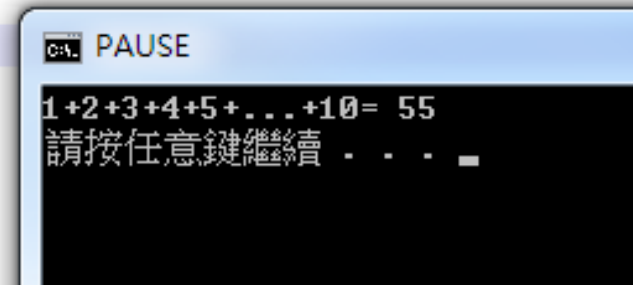 C:\. PAUSE
1+2+3+4+5+...+10= 55
請按任意鍵繼續 . . . _